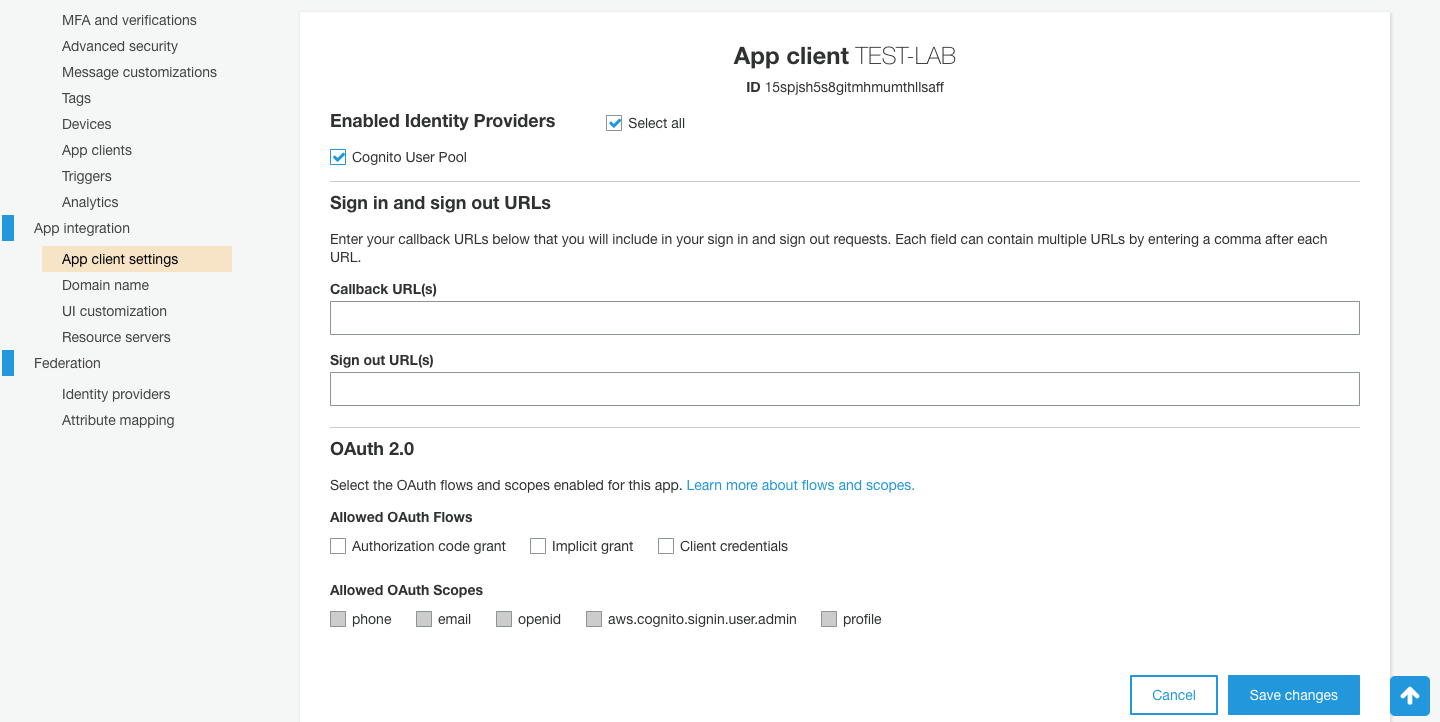 MFA and verifications
Advanced security
Message customizations
Tags
Devices
App clients
Triggers
Analytics
App integration
App client settings
Domain name
UI customization
Resource servers
Federation
Identity providers
Attribute mapping
App client TEST-LAB
ID 15spjsh5s8gitmhmumthllsaff
Enabled Identity Providers
Select all
Cognito User Pool
Sign in and sign out URLs
Enter your callback URLs below that you will include in your sign in and sign out requests. Each field can contain multiple URLs by entering a comma after each
URL.
Callback URL(s)
Sign out URL(s)
OAuth 2.0
Select the OAuth flows and scopes enabled for this app. Learn more about flows and scopes.
Allowed OAuth Flows
Authorization code grant Implicit grant Client credentials
Allowed OAuth Scopes
phone email openid aws.cognito.signin.user.admin profile
Cancel Save changes